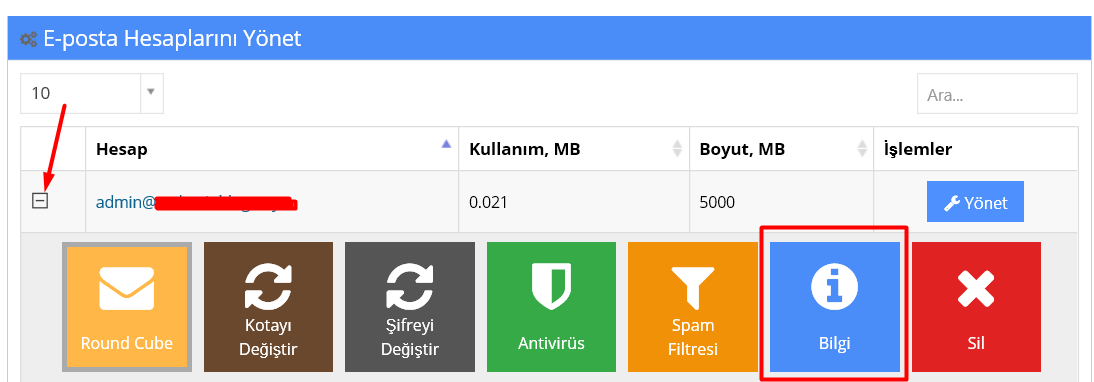 E-posta Hesaplarını Yönet
10
Ara...
Hesap Kullanım, MB Boyut, MB İşlemler
admin@ 0.021 5000 Yönet
Round Cube
Kotayı
Değiştir
Şifreyi
Değiştir
Antivirüs
Spam
Filtresi
Bilgi
Sil